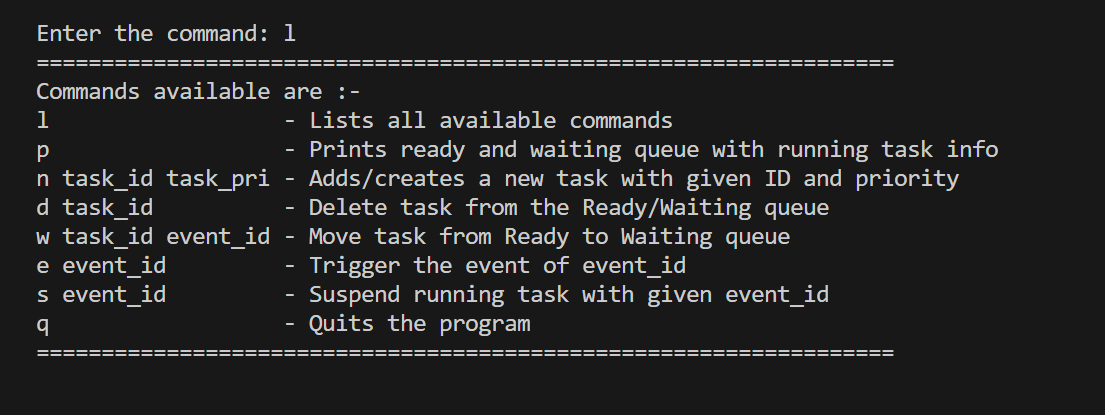 Enter the command: l
==================================================================
Commands available are :-
l                  - Lists all available commands
p                  - Prints ready and waiting queue with running task info
n task_id task_pri - Adds/creates a new task with given ID and priority
d task_id          - Delete task from the Ready/Waiting queue
w task_id event_id - Move task from Ready to Waiting queue
e event_id         - Trigger the event of event_id
s event_id         - Suspend running task with given event_id
q                  - Quits the program
==================================================================